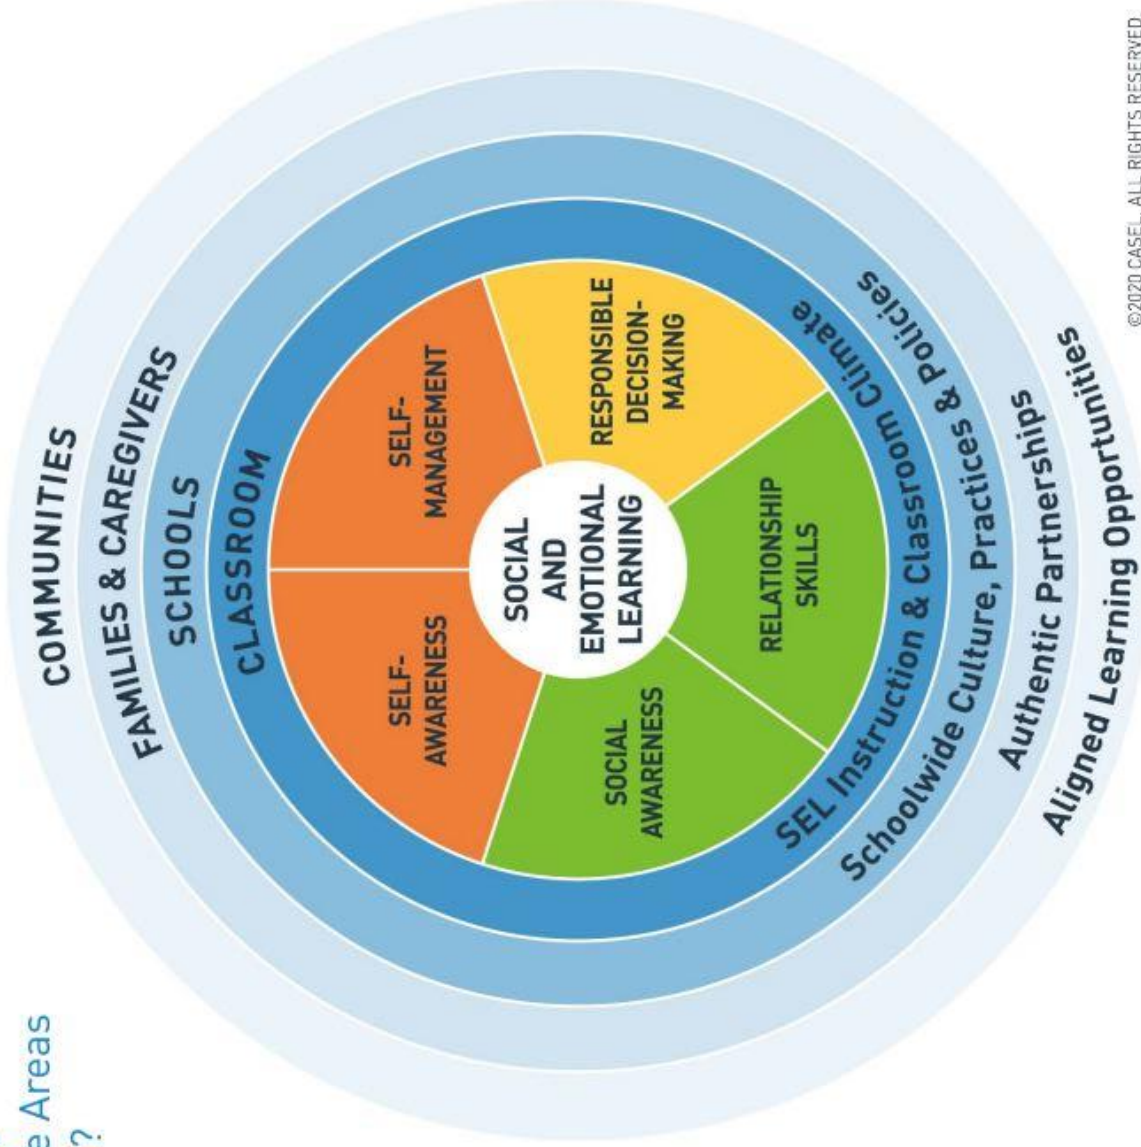 e Areas
?
COMMUNITIES
FAMILIES & CAREGIVERS
SCHOOLS
CLASSROOM
SELF-
AWARENESS
SELF-
MANAGEMENT
SOCIAL
AND
EMOTIONAL
LEARNING
SOCIAL
AWARENESS
RESPONSIBLE
DECISION-
MAKING
RELATIONSHIP
SKILLS
SEL Instruction & Classroom Climate
Schoolwide Culture, Practices & Policies
Authentic Partnerships
Aligned Learning Opportunities
©2020 CASEL. ALL RIGHTS RESERVED.